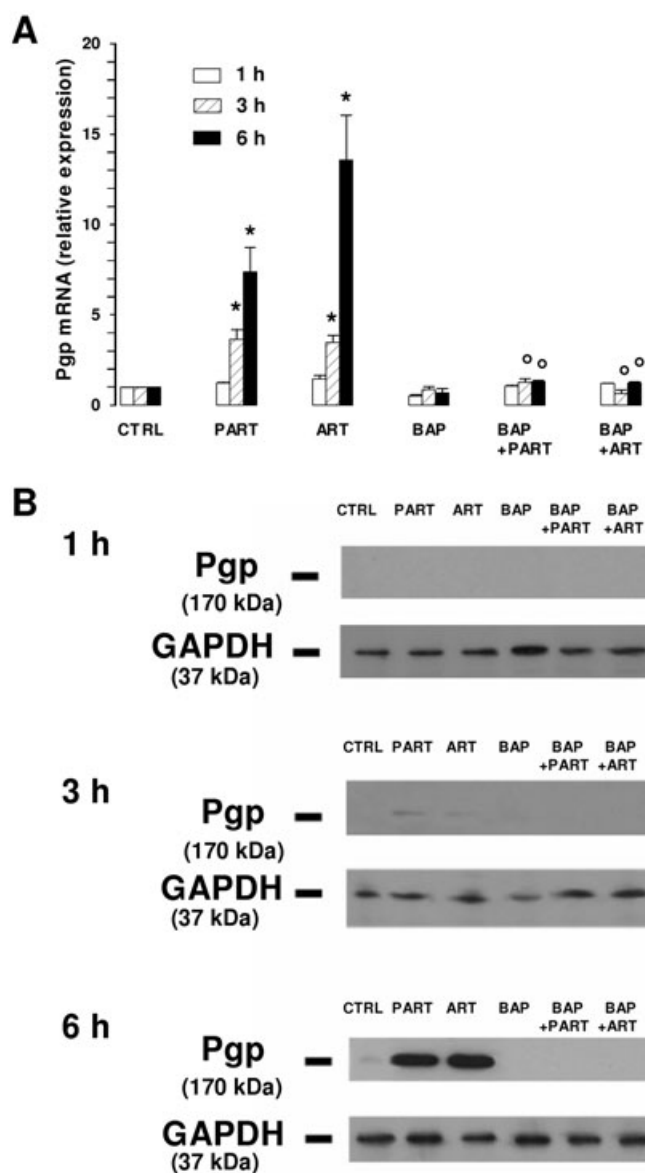 A
20
15
10
5
0
Pgp mRNA (relative expression)
1 h
3 h
6 h
*
*
*
*
CTRL PART ART BAP BAP +PART BAP +ART
B
CTRL PART ART BAP BAP +PART BAP +ART
1 h
Pgp
(170 kDa)
GAPDH
(37 kDa)
CTRL PART ART BAP BAP +PART BAP +ART
3 h
Pgp
(170 kDa)
GAPDH
(37 kDa)
CTRL PART ART BAP BAP +PART BAP +ART
6 h
Pgp
(170 kDa)
GAPDH
(37 kDa)